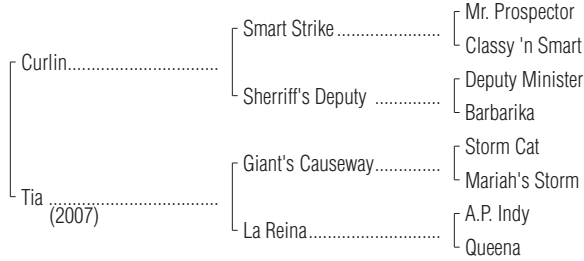 Mr. Prospector
Smart Strike ......................
Classy 'n Smart
Curlin................................
Deputy Minister
Sherriff's Deputy ..............
Barbarika
Storm Cat
Giant's Causeway..............
Mariah's Storm
Tia ......................................
(2007)
A.P. Indy
La Reina............................
Queena